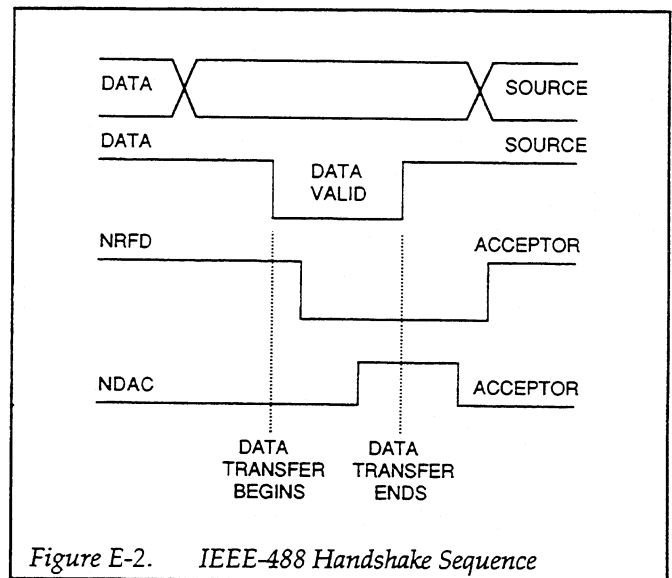 DATA SOURCE
DATA SOURCE
DATA
VALID
NRFD ACCEPTOR
NDAC ACCEPTOR
DATA
TRANSFER
BEGINS
DATA
TRANSFER
ENDS
Figure E-2. IEEE-488 Handshake Sequence